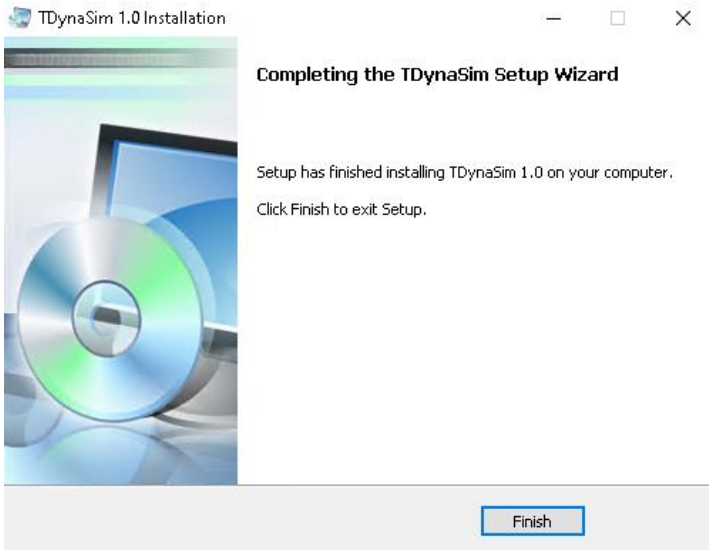 TDynaSim 1.0 Installation
Completing the TDynaSim Setup Wizard
Setup has finished installing TDynaSim 1.0 on your computer.
Click Finish to exit Setup.
Finish